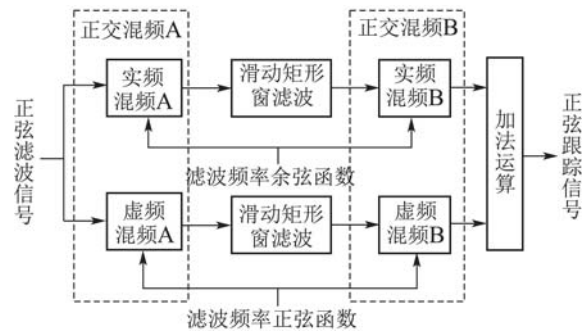 正交混频A
正交混频B
正弦滤波信号
实频
混频A
滑动矩形
窗滤波
实频
混频B
滤波频率余弦函数
虚频
混频A
滑动矩形
窗滤波
虚频
混频B
滤波频率正弦函数
加法运算
正弦跟踪信号